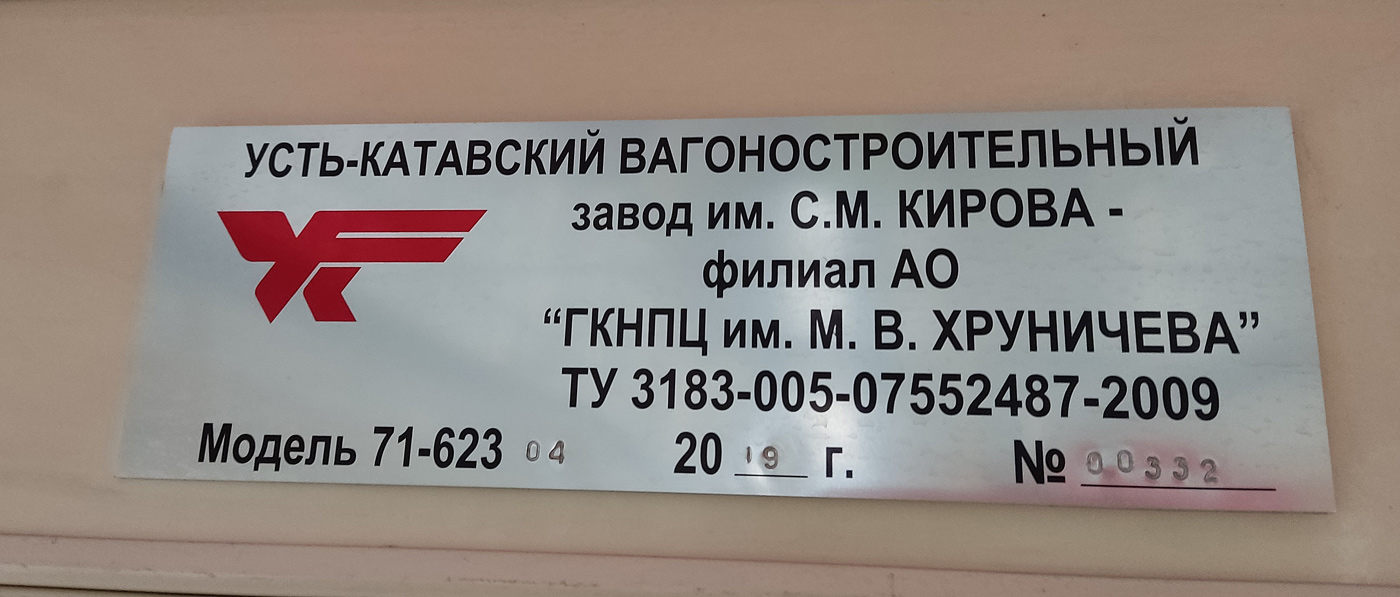 УСТЬ-КАТАВСКИЙ ВАГОНОСТРОИТЕЛЬНЫЙ
завод им. С.М. КИРОВА -
филиал АО
“ГКНПЦ им. М. В. ХРУНИЧЕВА”
ТУ 3183-005-07552487-2009
Модель 71-623 04 2019 г. № 00332